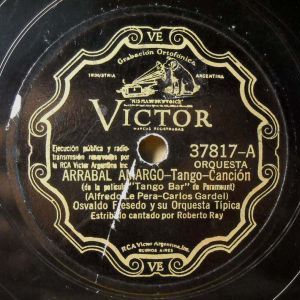 VE
Grabación Ortofónica
INDUSTRIA ARGENTINA
"HIS MASTER'S VOICE"
VICTOR
MARCAS REGISTRADAS
Ejecución pública y radio-
transmisión reservados por
la RCA Victor Argentina Inc.
37817-A
ORQUESTA
ARRABAL AMARGO-Tango-Canción
(de la película "Tango Bar" de Paramount)
(Alfredo Le Pera-Carlos Gardel)
Osvaldo Fresedo y su Orquesta Típica
Estribillo cantado por Roberto Ray
RCA Victor Argentina, Inc.
BUENOS AIRES
VE